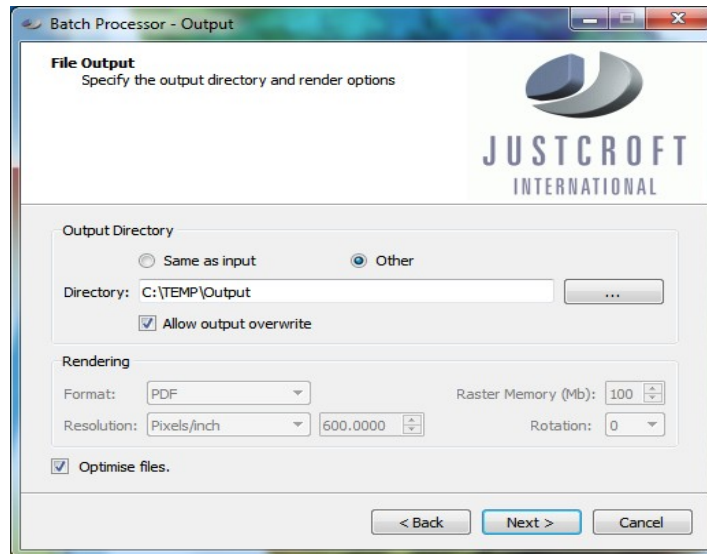 Batch Processor - Output
File Output
Specify the output directory and render options
JUSTCROFT
INTERNATIONAL
Output Directory
Same as input Other
Directory: C:\TEMP\Output ...
Allow output overwrite
Rendering
Format: PDF Raster Memory (Mb): 100
Resolution: Pixels/inch 600.0000 Rotation: 0
Optimise files.
< Back Next > Cancel